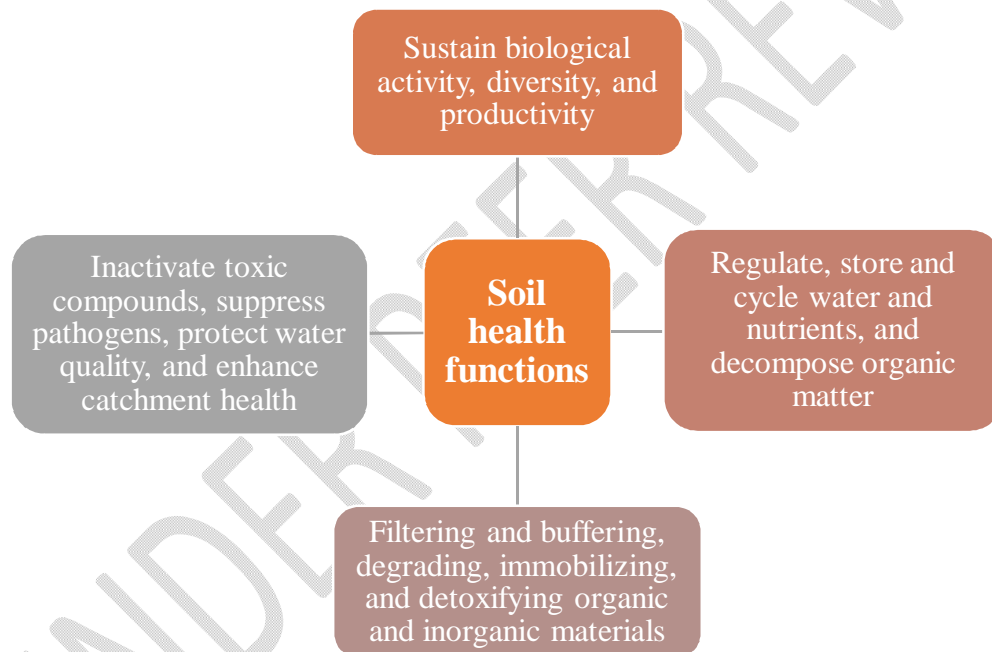 Sustain biological
activity, diversity, and
productivity
Inactivate toxic
compounds, suppress
pathogens, protect water
quality, and enhance
catchment health
Soil
health
functions
Regulate, store and
cycle water and
nutrients, and
decompose organic
matter
Filtering and buffering,
degrading, immobilizing,
and detoxifying organic
and inorganic materials